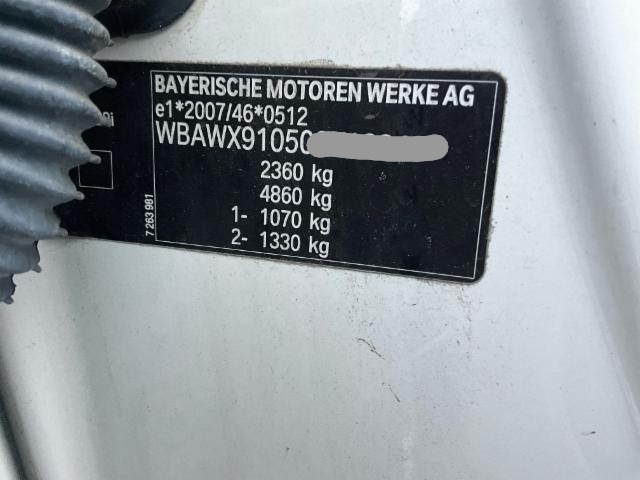 BAYERISCHE MOTOREN WERKE AG
e1*2007/46*0512
WBAWX91050
2360 kg
4860 kg
1- 1070 kg
2- 1330 kg
7 263 981